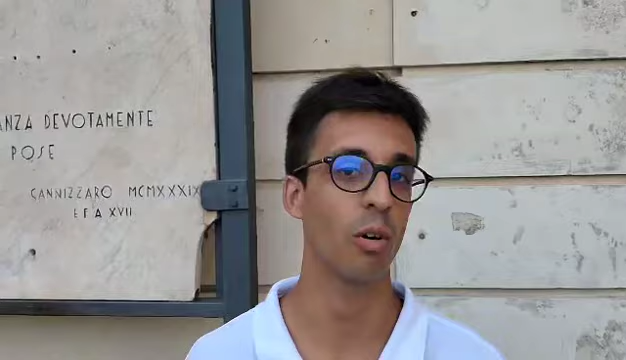 ANZA DEVOTAMENTE
POSE
CANNIZZARO MCMXXXIX
E F A XVII